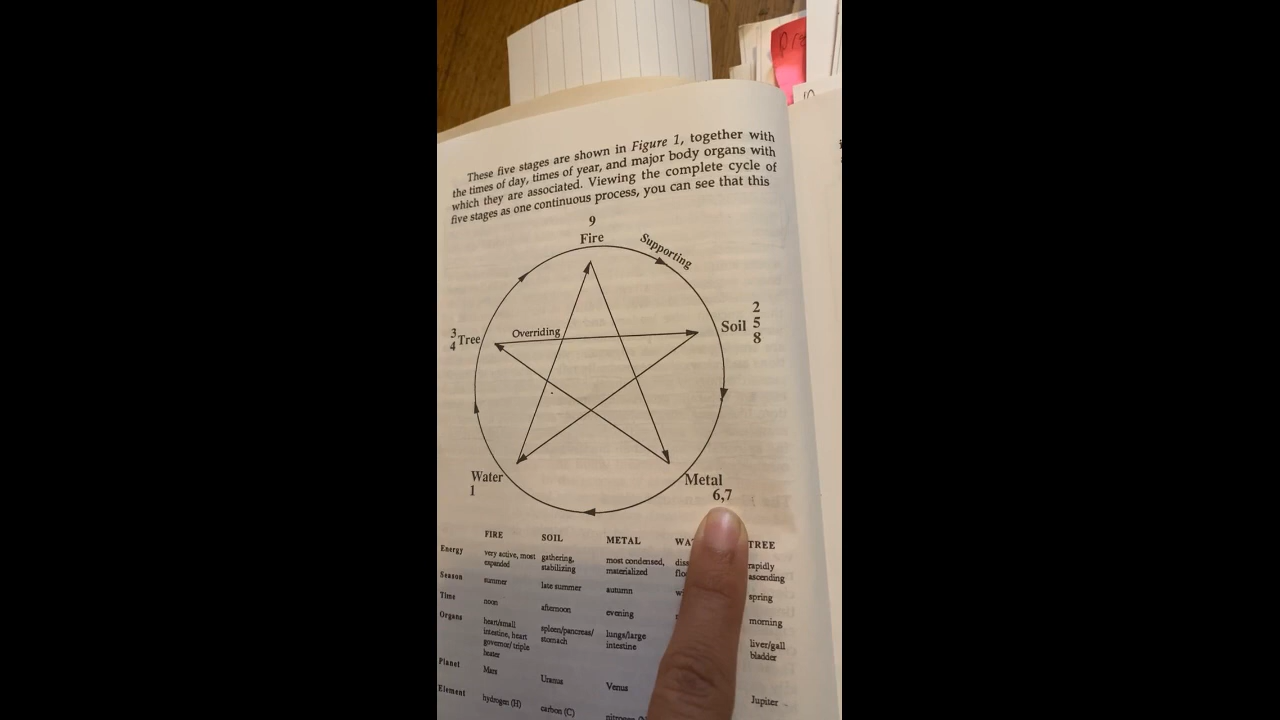 These five stages are shown in Figure 1, together with
the times of day, times of year, and major body organs with
which they are associated. Viewing the complete cycle of
five stages as one continuous process, you can see that this
9
Fire
Supporting
2
Soil 5
8
3
4 Tree
Overriding
Water
1
Metal
6,7
FIRE SOIL METAL TREE
Energy very active, most expanded gathering, stabilizing most condensed, materialized rapidly ascending
Season summer late summer autumn spring
Time noon afternoon evening morning
Organs heart/small intestine, heart governor/triple heater spleen/pancreas/stomach lungs/large intestine liver/gall bladder
Planet Mars Uranus Venus Jupiter
Element hydrogen (H) carbon (C)